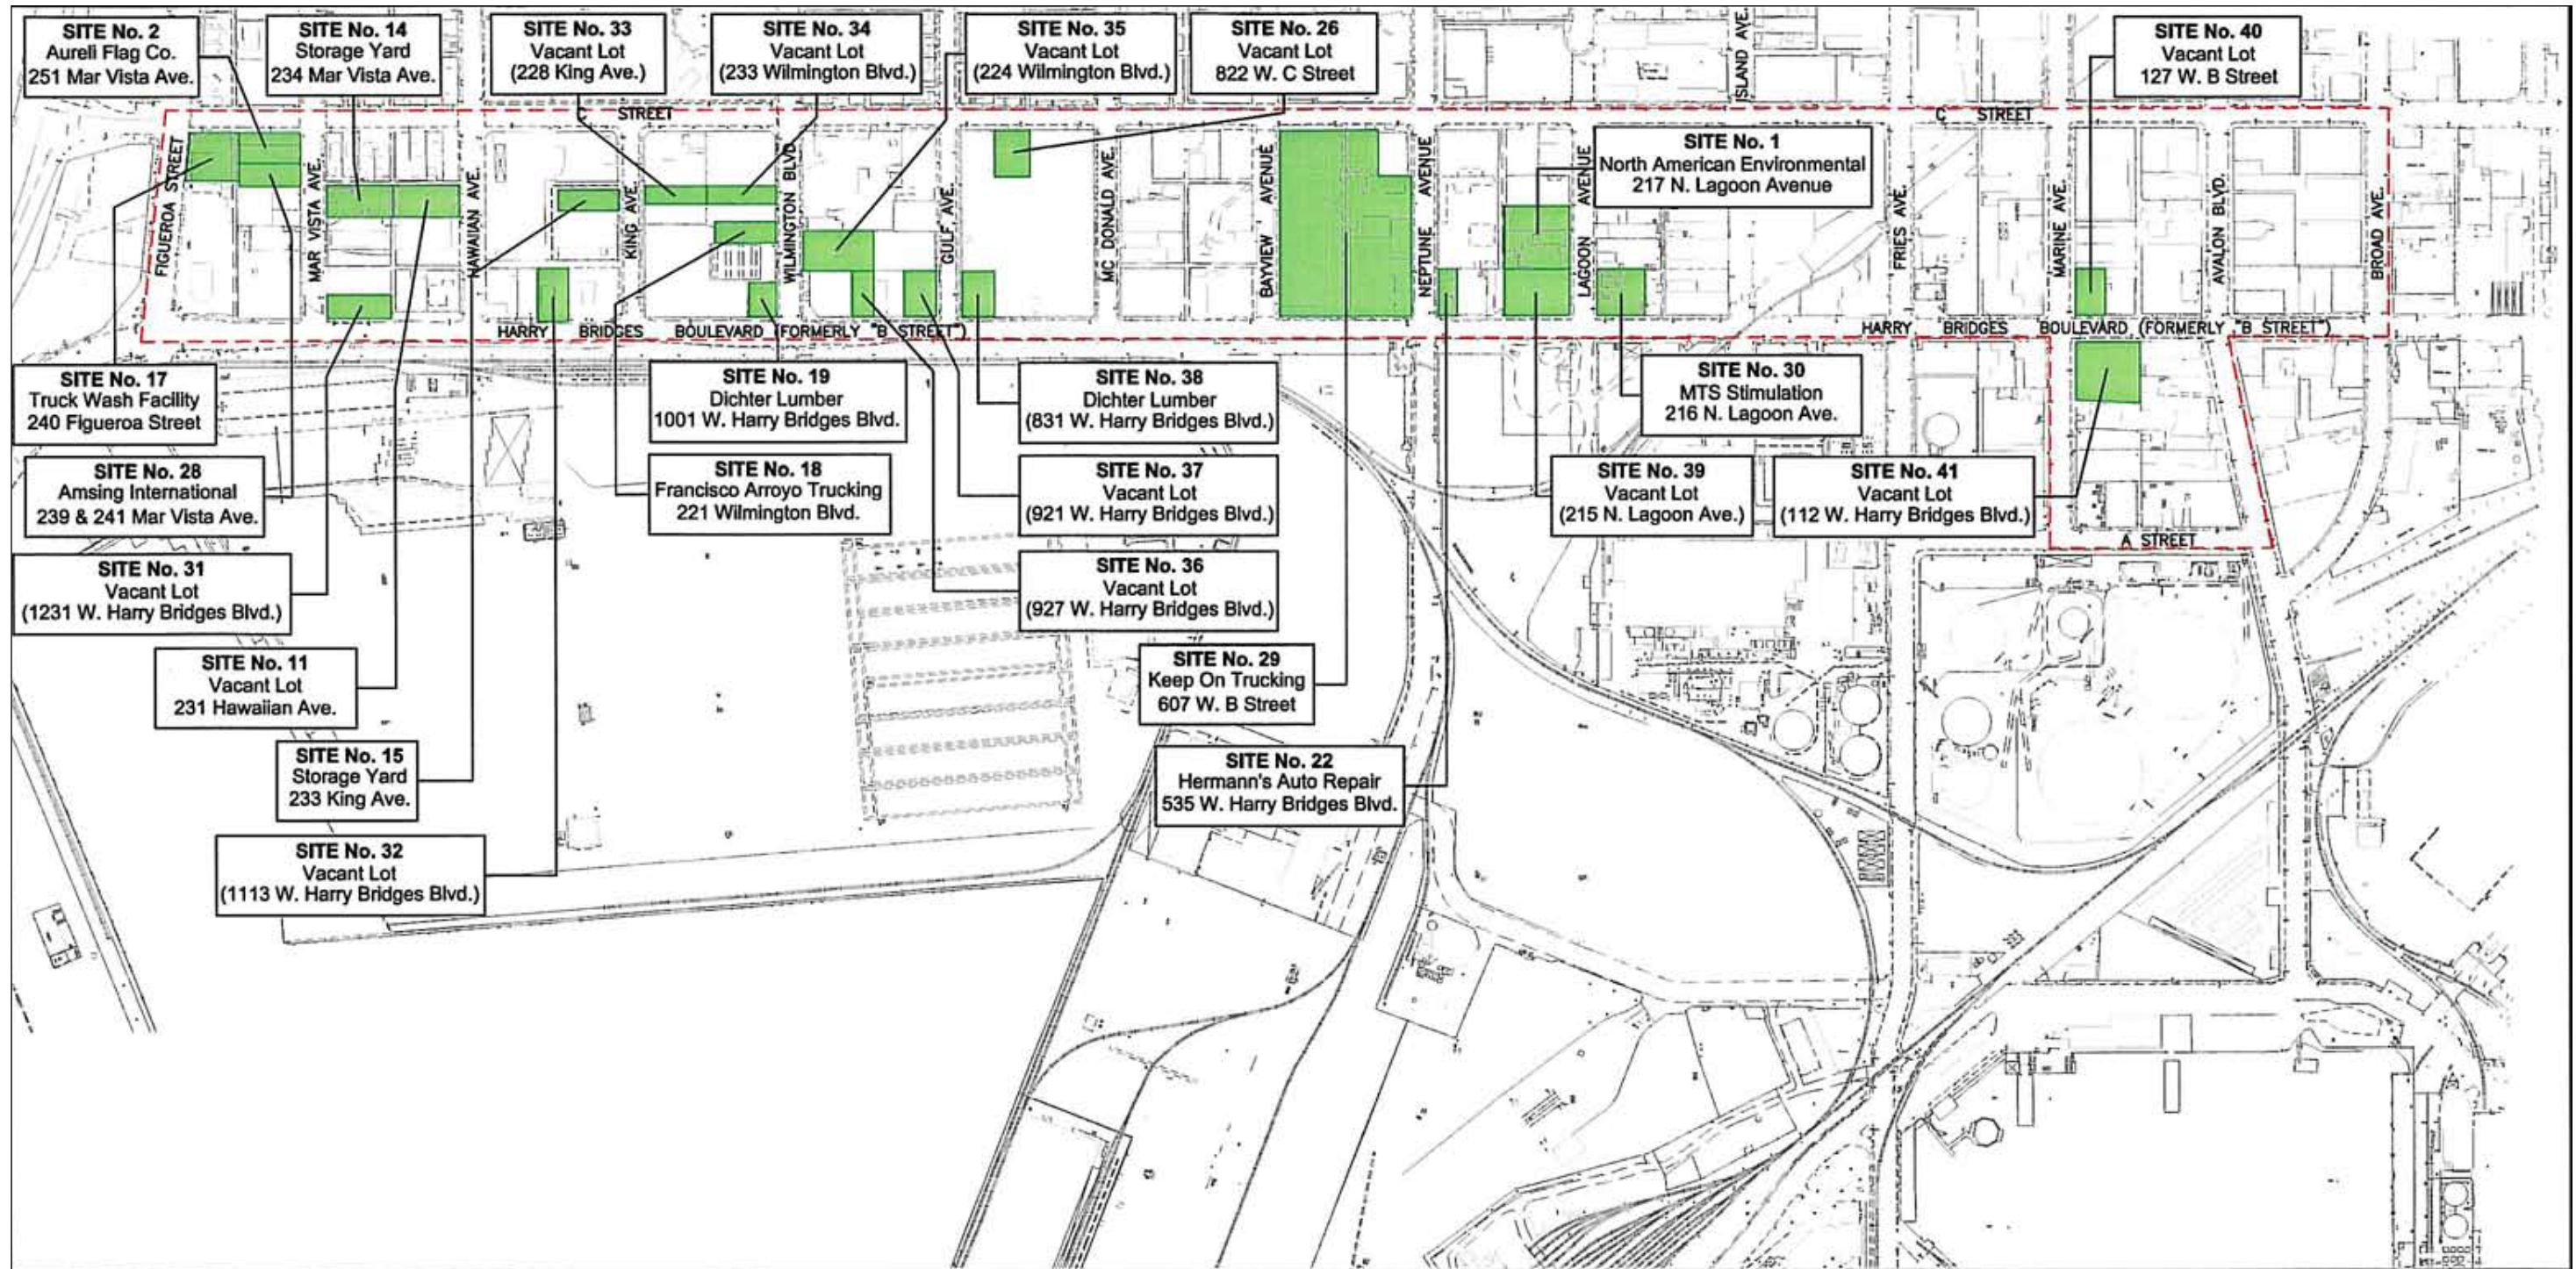 SITE No. 2
Aureli Flag Co.
251 Mar Vista Ave.
SITE No. 14
Storage Yard
234 Mar Vista Ave.
SITE No. 33
Vacant Lot
(228 King Ave.)
SITE No. 34
Vacant Lot
(233 Wilmington Blvd.)
SITE No. 35
Vacant Lot
(224 Wilmington Blvd.)
SITE No. 26
Vacant Lot
822 W. C Street
ISLAND AVE.
SITE No. 40
Vacant Lot
127 W. B Street
C STREET
C STREET
SITE No. 1
North American Environmental
217 N. Lagoon Avenue
FIGUEROA STREET
MAR VISTA AVE.
HAWAIIAN AVE.
KING AVE.
WILMINGTON BLVD.
GULF AVE.
MC DONALD AVE.
BAYVIEW AVENUE
NEPTUNE AVENUE
LAGOON AVENUE
FRIES AVE.
MARINE AVE.
AVALON BLVD.
BROAD AVE.
HARRY BRIDGES BOULEVARD (FORMERLY "B STREET")
HARRY BRIDGES BOULEVARD (FORMERLY "B STREET")
SITE No. 17
Truck Wash Facility
240 Figueroa Street
SITE No. 19
Dichter Lumber
1001 W. Harry Bridges Blvd.
SITE No. 38
Dichter Lumber
(831 W. Harry Bridges Blvd.)
SITE No. 30
MTS Stimulation
216 N. Lagoon Ave.
SITE No. 28
Amsing International
239 & 241 Mar Vista Ave.
SITE No. 18
Francisco Arroyo Trucking
221 Wilmington Blvd.
SITE No. 37
Vacant Lot
(921 W. Harry Bridges Blvd.)
SITE No. 39
Vacant Lot
(215 N. Lagoon Ave.)
SITE No. 41
Vacant Lot
(112 W. Harry Bridges Blvd.)
A STREET
SITE No. 31
Vacant Lot
(1231 W. Harry Bridges Blvd.)
SITE No. 36
Vacant Lot
(927 W. Harry Bridges Blvd.)
SITE No. 11
Vacant Lot
231 Hawaiian Ave.
SITE No. 29
Keep On Trucking
607 W. B Street
SITE No. 15
Storage Yard
233 King Ave.
SITE No. 22
Hermann's Auto Repair
535 W. Harry Bridges Blvd.
SITE No. 32
Vacant Lot
(1113 W. Harry Bridges Blvd.)